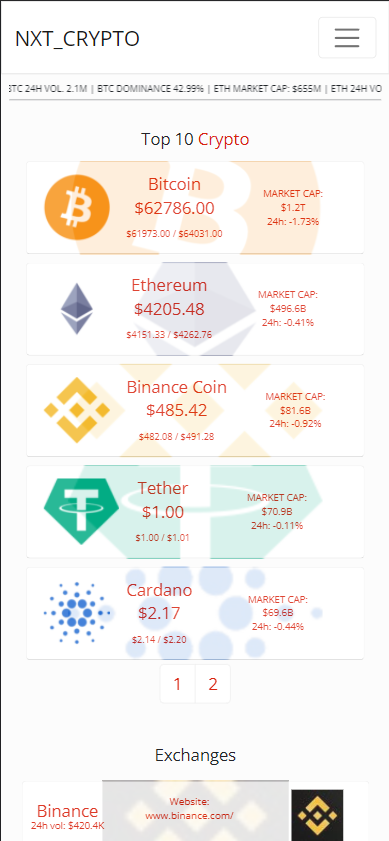 NXT_CRYPTO
BTC 24H VOL. 2.1M | BTC DOMINANCE 42.99% | ETH MARKET CAP: $655M | ETH 24H VO
Top 10 Crypto
Bitcoin
$62786.00
$61973.00 / $64031.00
MARKET CAP:
$1.2T
24h: -1.73%
Ethereum
$4205.48
$4151.33 / $4262.76
MARKET CAP:
$496.6B
24h: -0.41%
Binance Coin
$485.42
$482.08 / $491.28
MARKET CAP:
$81.6B
24h: -0.92%
Tether
$1.00
$1.00 / $1.01
MARKET CAP:
$70.9B
24h: -0.11%
Cardano
$2.17
$2.14 / $2.20
MARKET CAP:
$69.6B
24h: -0.44%
1 2
Exchanges
Binance
24h vol: $420.4K
Website:
www.binance.com/